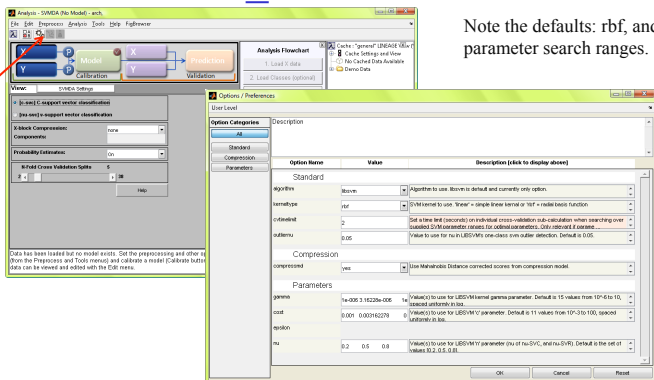 Note the defaults: rbf, and
parameter search ranges.
Analysis - SVMDA (No Model) - arch
File Edit Preprocess Analysis Tools Help FigBrowser
X
Y
P
P
Model
Calibration
X
Y
Prediction
Validation
Analysis Flowchart
1. Load X data
2. Load Classes (optional)
Cache: "general" LINEAGE View
Cache Settings and View
No Cached Data Available
Demo Data
View: SVMDA Settings
[c-svc] C-support vector classification
[nu-svc] v-support vector classification
X-block Compression: none
Components:
Probability Estimates: On
N-Fold Cross Validation Splits 5
2 20
Help
Data has been loaded but no model exists. Set the preprocessing and other op
(from the Preprocess and Tools menus) and calibrate a model (Calibrate button
data can be viewed and edited with the Edit menu.
Options / Preferences
User Level
Option Categories
All
Standard
Compression
Parameters
Description
Option Name Value Description [click to display above]
Standard
algorithm libsvm Algorithm to use. libsvm is default and currently only option.
kerneltype rbf SVM kernel to use. 'linear' = simple linear kernel or 'rbf' = radial basis function
cvtimelimit 2 Set a time limit (seconds) on individual cross-validation sub-calculation when searching over
supplied SVM parameter ranges for optimal parameters. Only relevant if parame ...
outliernu 0.05 Value to use for nu in LIBSVM's one-class svm outlier detection. Default is 0.05.
Compression
compressmd yes Use Mahalnobis Distance corrected scores from compression model.
Parameters
gamma 1e-006 3.16228e-006 1e Value(s) to use for LIBSVM kernel gamma parameter. Default is 15 values from 10^-6 to 10,
spaced uniformly in log.
cost 0.001 0.003162278 0 Value(s) to use for LIBSVM 'c' parameter. Default is 11 values from 10^-3 to 100, spaced
uniformly in log.
epsilon
nu 0.2 0.5 0.8 Value(s) to use for LIBSVM 'n' parameter (nu of nu-SVC, and nu-SVR). Default is the set of
values [0.2, 0.5, 0.8].
OK Cancel Reset